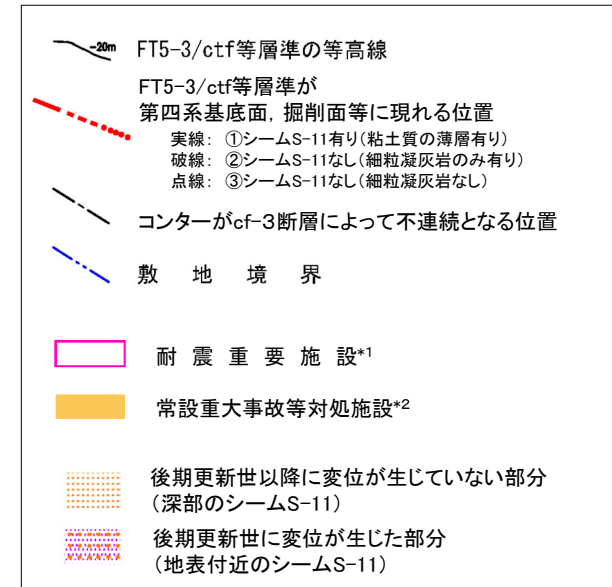 -20m FT5-3/ctf等層準の等高線
FT5-3/ctf等層準が
第四系基底面，掘削面等に現れる位置
実線： ①シームS-11有り(粘土質の薄層有り)
破線： ②シームS-11なし(細粒凝灰岩のみ有り)
点線： ③シームS-11なし(細粒凝灰岩なし)
コンターがcf-3断層によって不連続となる位置
敷地境界
耐震重要施設*1
常設重大事故等対処施設*2
後期更新世以降に変位が生じていない部分
（深部のシームS-11）
後期更新世に変位が生じた部分
（地表付近のシームS-11）